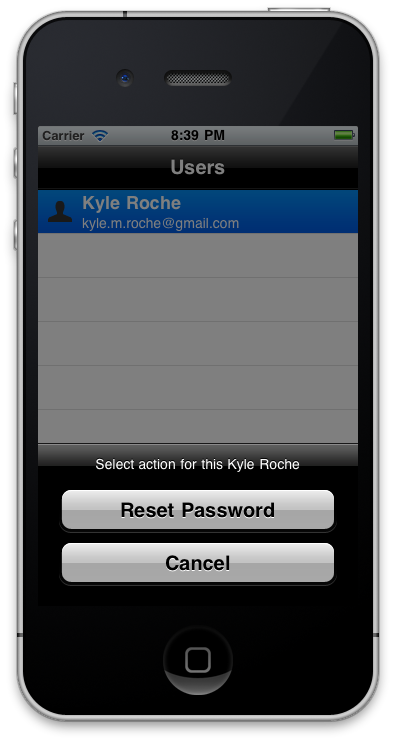 Carrier 8:39 PM
Users
Kyle Roche
kyle.m.roche@gmail.com
Select action for this Kyle Roche
Reset Password
Cancel